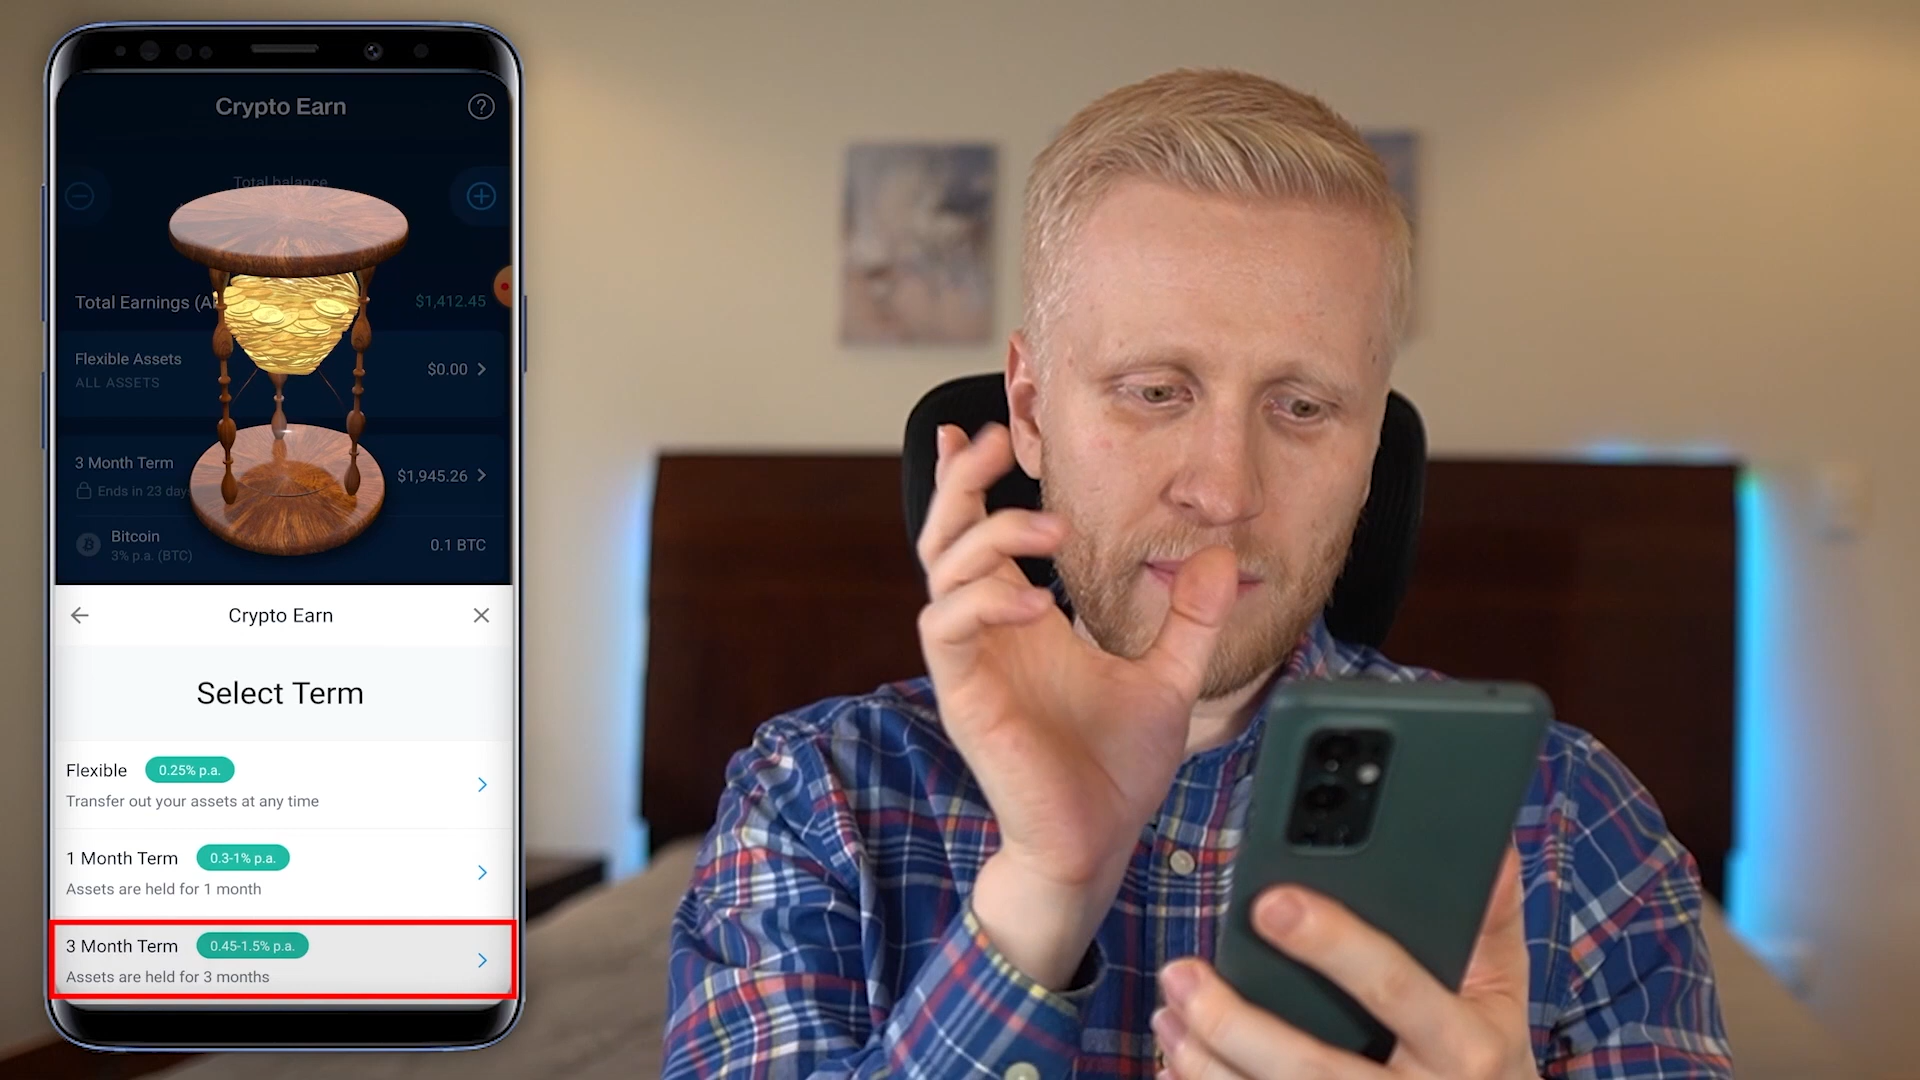 Crypto Earn
Total balance
Total Earnings (Al
$1,412.45
Flexible Assets
$0.00
ALL ASSETS
3 Month Term
$1,945.26
Ends in 23 day
Bitcoin
0.1 BTC
3% p.a. (BTC)
Crypto Earn
Select Term
Flexible 0.25% p.a.
Transfer out your assets at any time
1 Month Term 0.3-1% p.a.
Assets are held for 1 month
3 Month Term 0.45-1.5% p.a.
Assets are held for 3 months